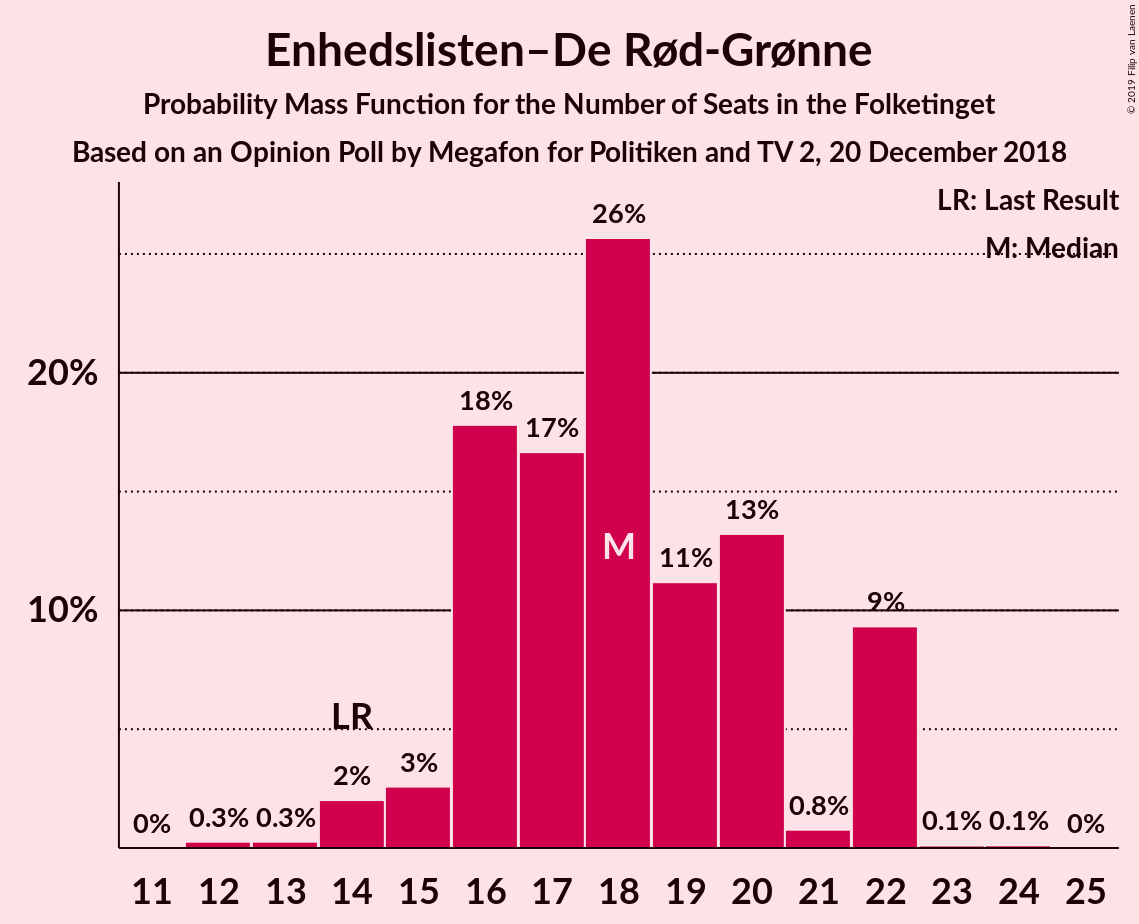 Enhedslisten–De Rød-Grønne
Probability Mass Function for the Number of Seats in the Folketinget
Based on an Opinion Poll by Megafon for Politiken and TV 2, 20 December 2018
© 2019 Filip van Laenen
LR: Last Result
M: Median
20%
10%
0%
0.3%
0.3%
LR
2%
3%
18%
17%
26%
M
11%
13%
0.8%
9%
0.1%
0.1%
0%
11 12 13 14 15 16 17 18 19 20 21 22 23 24 25